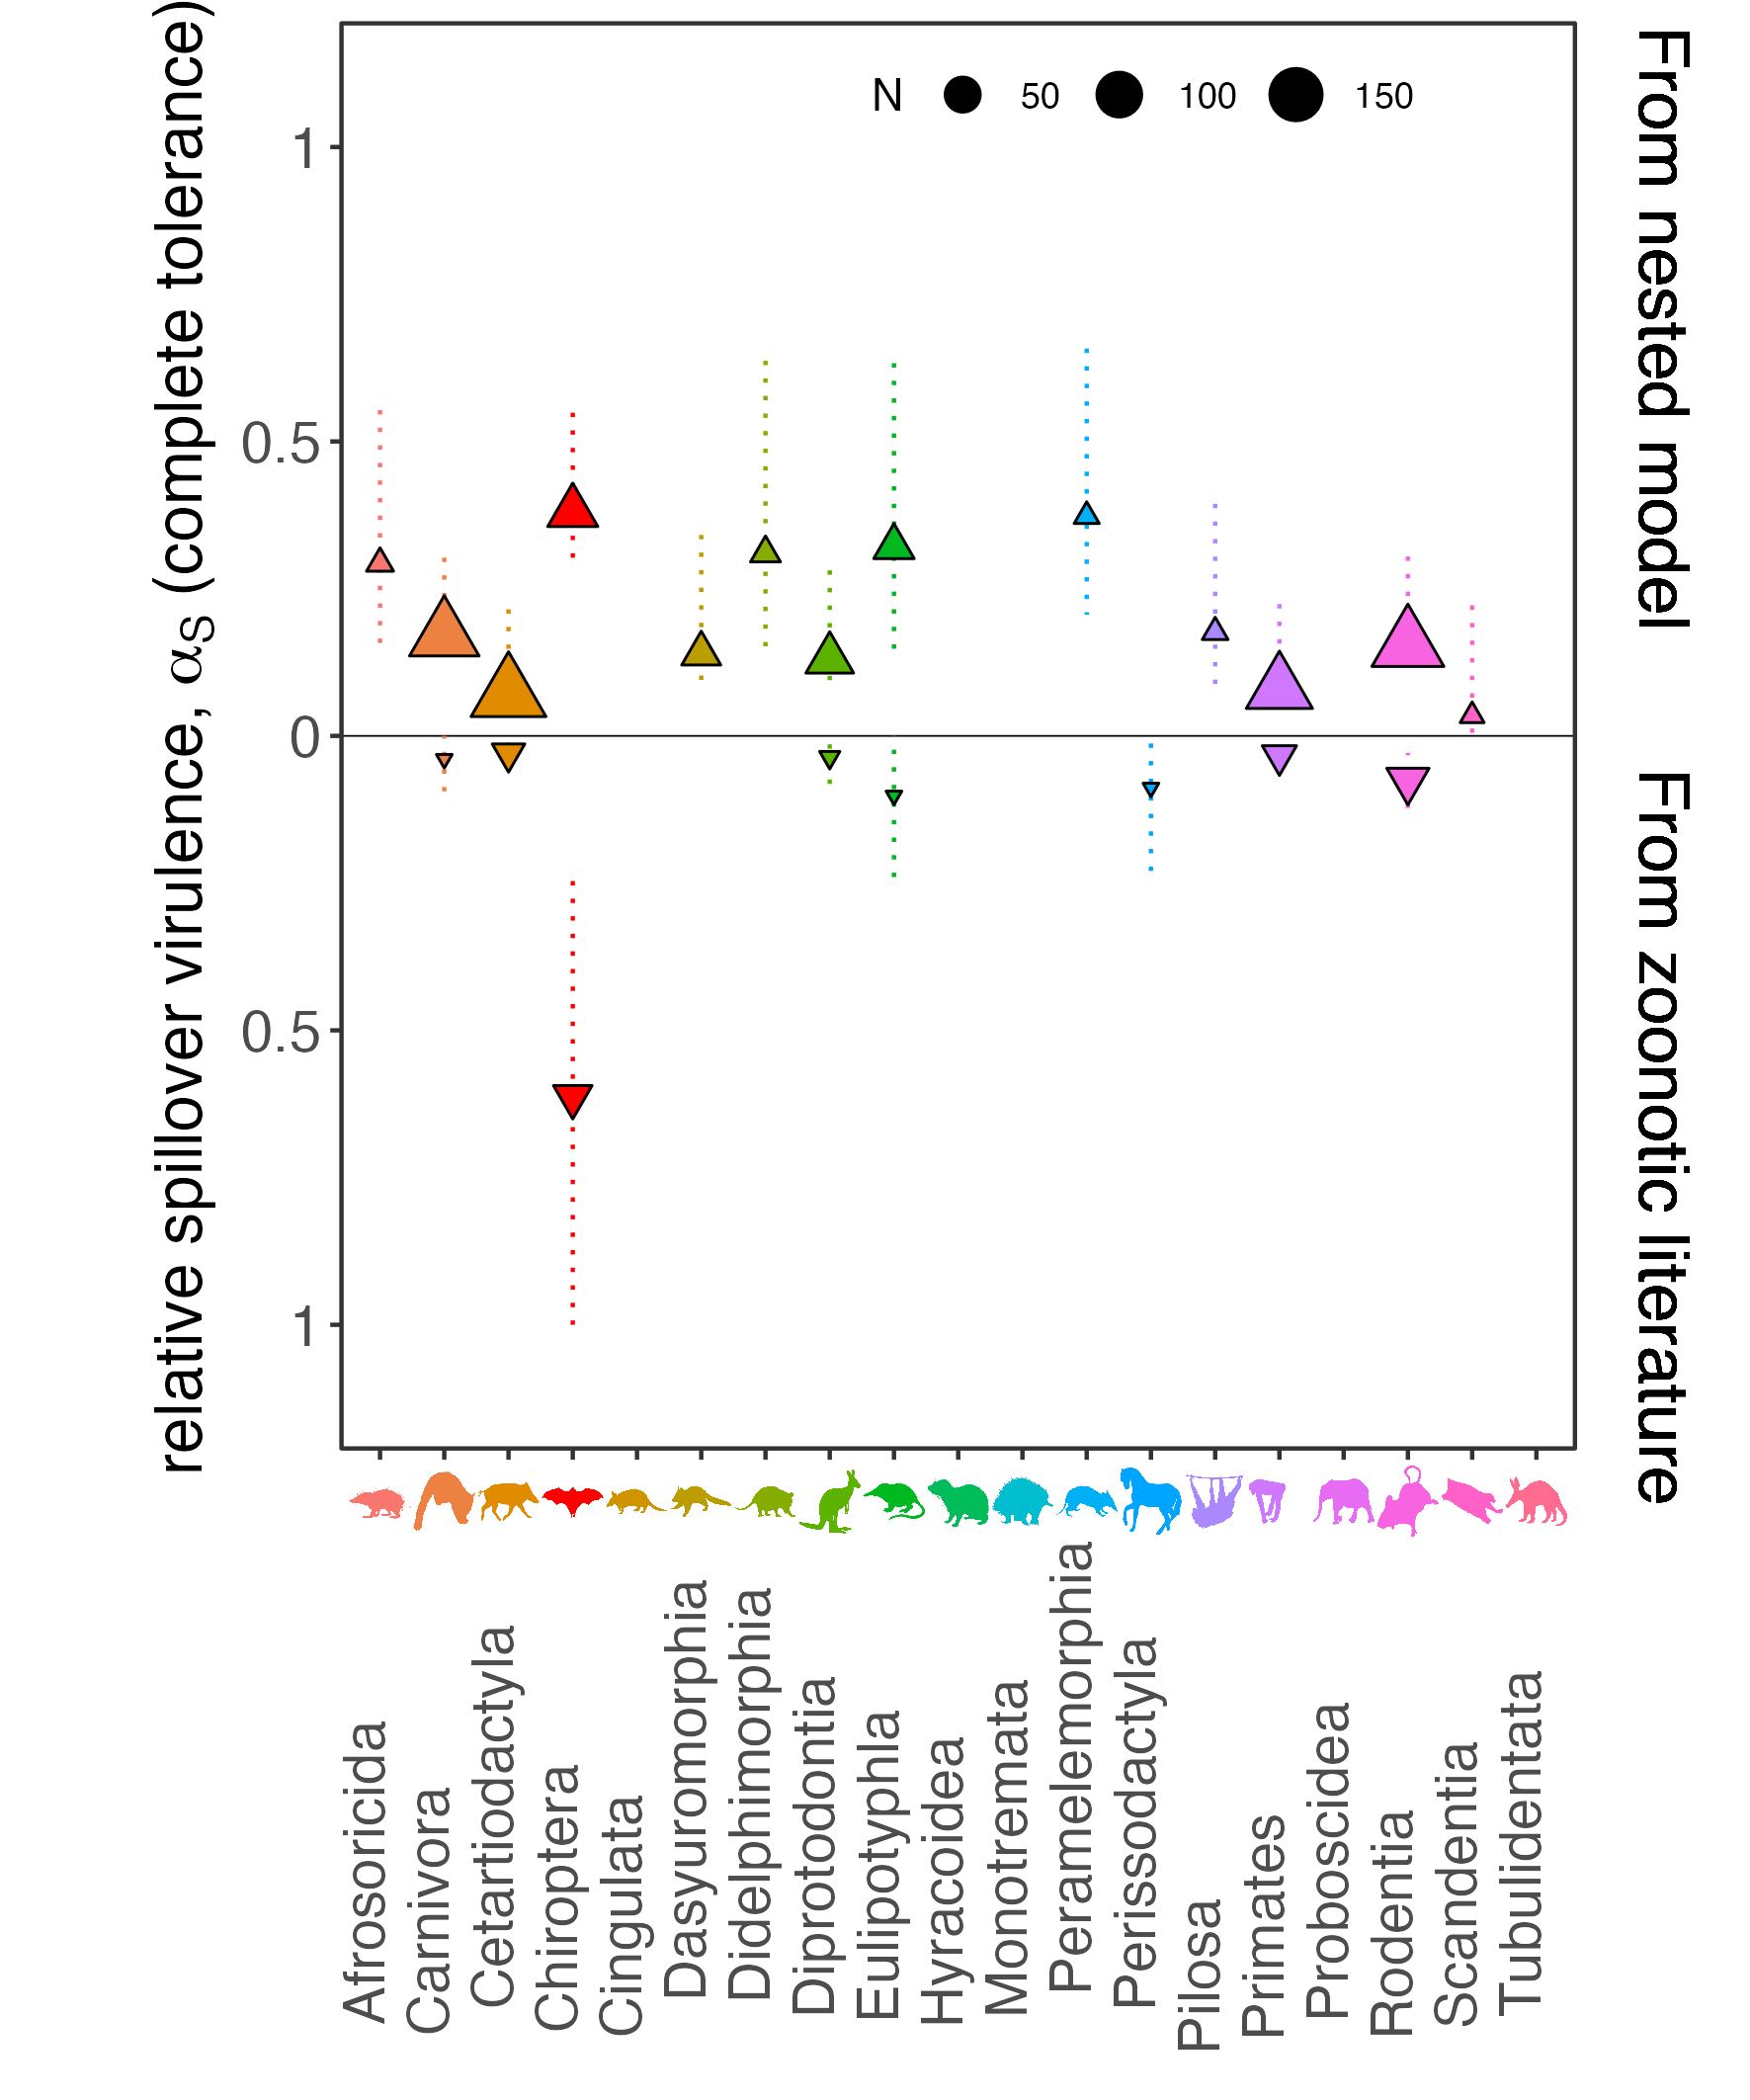 relative spillover virulence, αS (complete tolerance)
N 50 100 150
1
0.5
0
0.5
1
From nested model
From zoonotic literature
Afrosoricida
Carnivora
Cetartiodactyla
Chiroptera
Cingulata
Dasyuromorphia
Didelphimorphia
Diprotodontia
Eulipotyphla
Hyracoidea
Monotremata
Peramelemorphia
Perissodactyla
Pilosa
Primates
Proboscidea
Rodentia
Scandentia
Tubulidentata